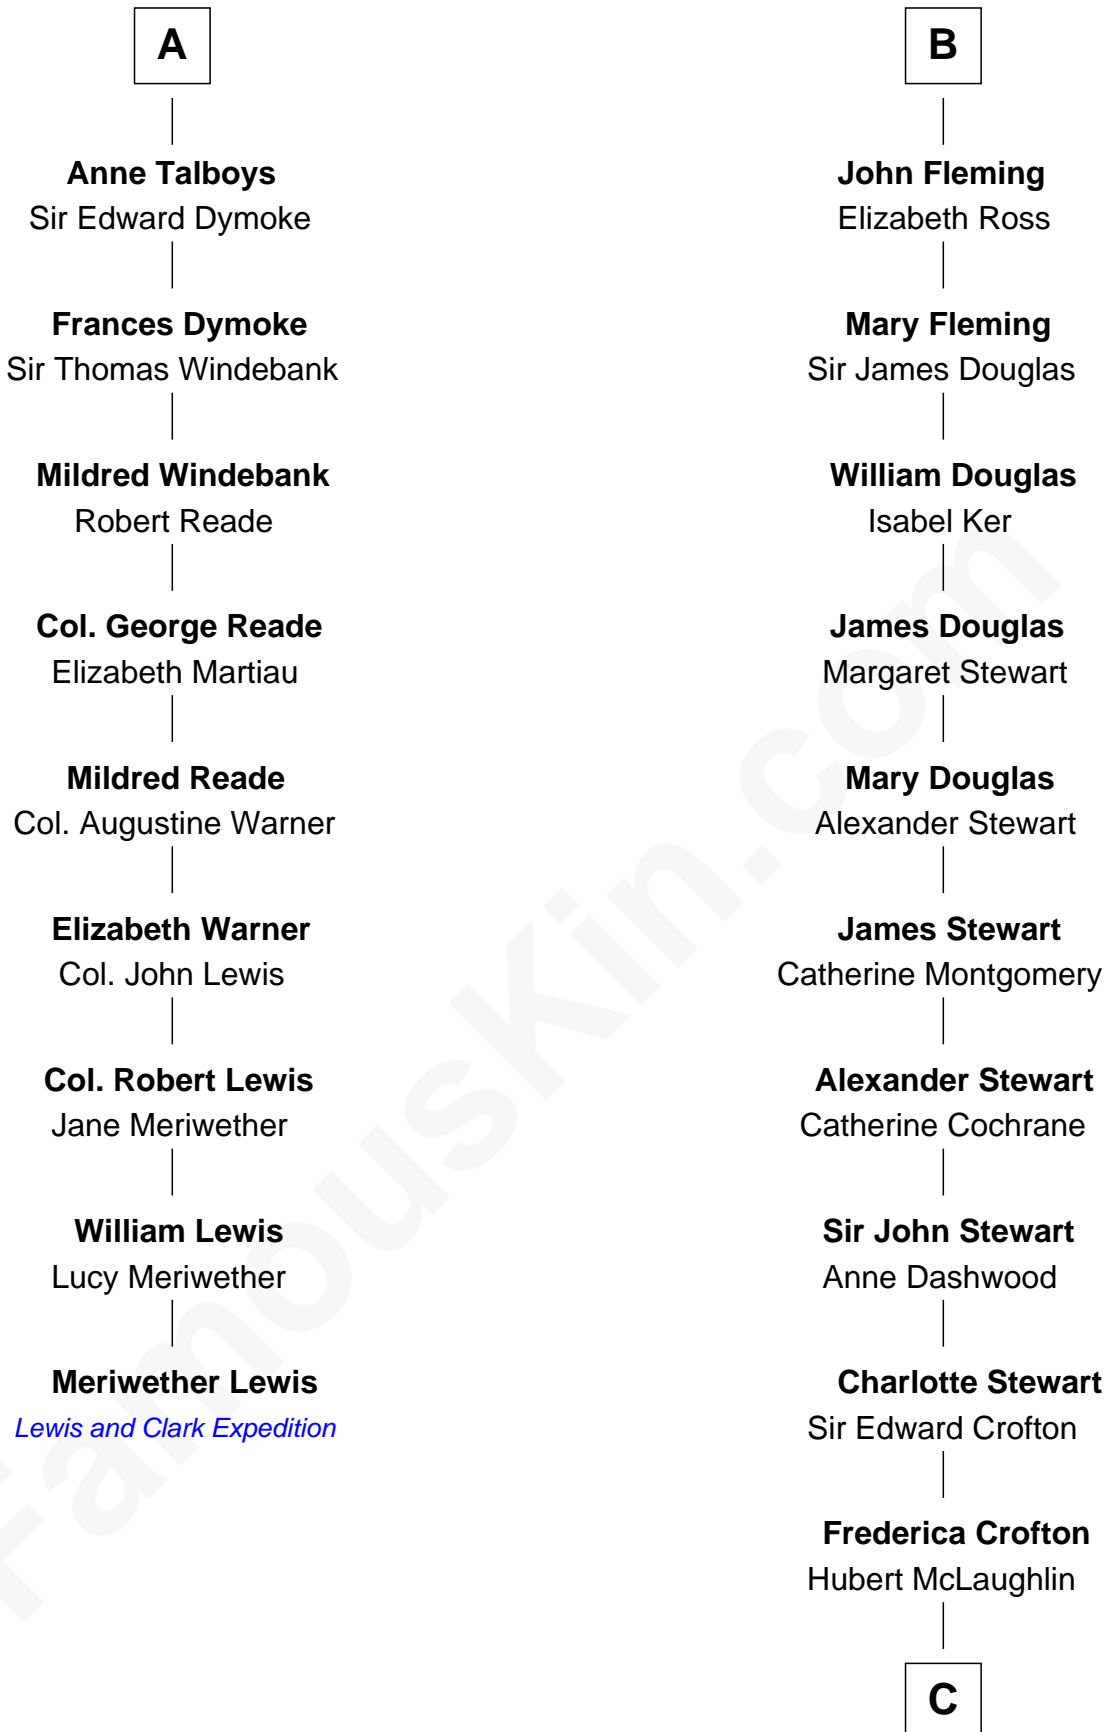 A
Anne Talboys
Sir Edward Dymoke
Frances Dymoke
Sir Thomas Windebank
Mildred Windebank
Robert Reade
Col. George Reade
Elizabeth Martiau
Mildred Reade
Col. Augustine Warner
Elizabeth Warner
Col. John Lewis
Col. Robert Lewis
Jane Meriwether
William Lewis
Lucy Meriwether
Meriwether Lewis
Lewis and Clark Expedition
B
John Fleming
Elizabeth Ross
Mary Fleming
Sir James Douglas
William Douglas
Isabel Ker
James Douglas
Margaret Stewart
Mary Douglas
Alexander Stewart
James Stewart
Catherine Montgomery
Alexander Stewart
Catherine Cochrane
Sir John Stewart
Anne Dashwood
Charlotte Stewart
Sir Edward Crofton
Frederica Crofton
Hubert McLaughlin
C
FamousKin.com